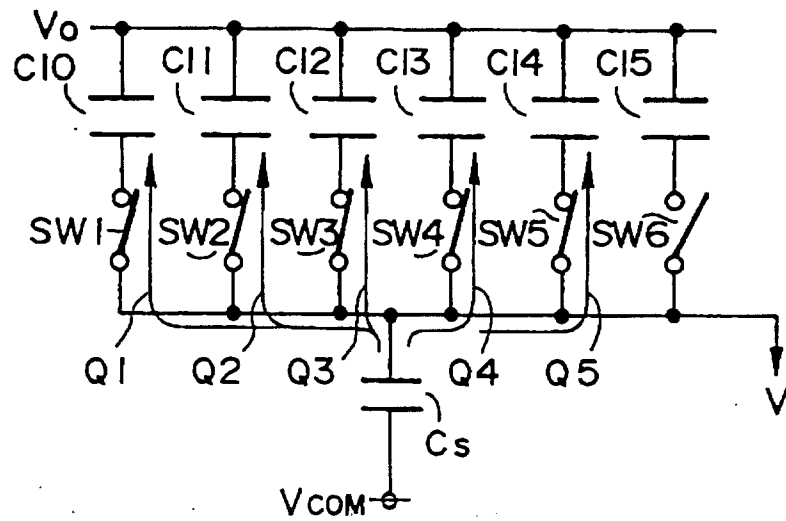 Vo
C10 C11 C12 C13 C14 C15
SW1 SW2 SW3 SW4 SW5 SW6
Q1 Q2 Q3 Q4 Q5
V
Cs
VCOM